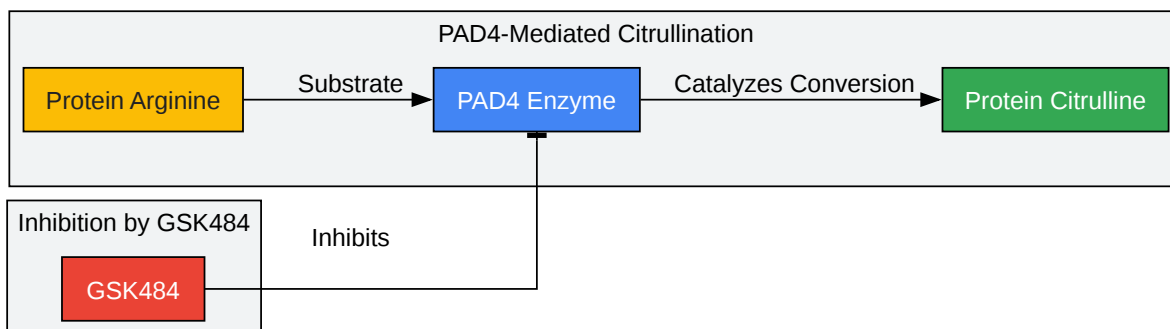 PAD4-Mediated Citrullination
Protein Arginine
Substrate
PAD4 Enzyme
Catalyzes Conversion
Protein Citrulline
Inhibition by GSK484
Inhibits
GSK484